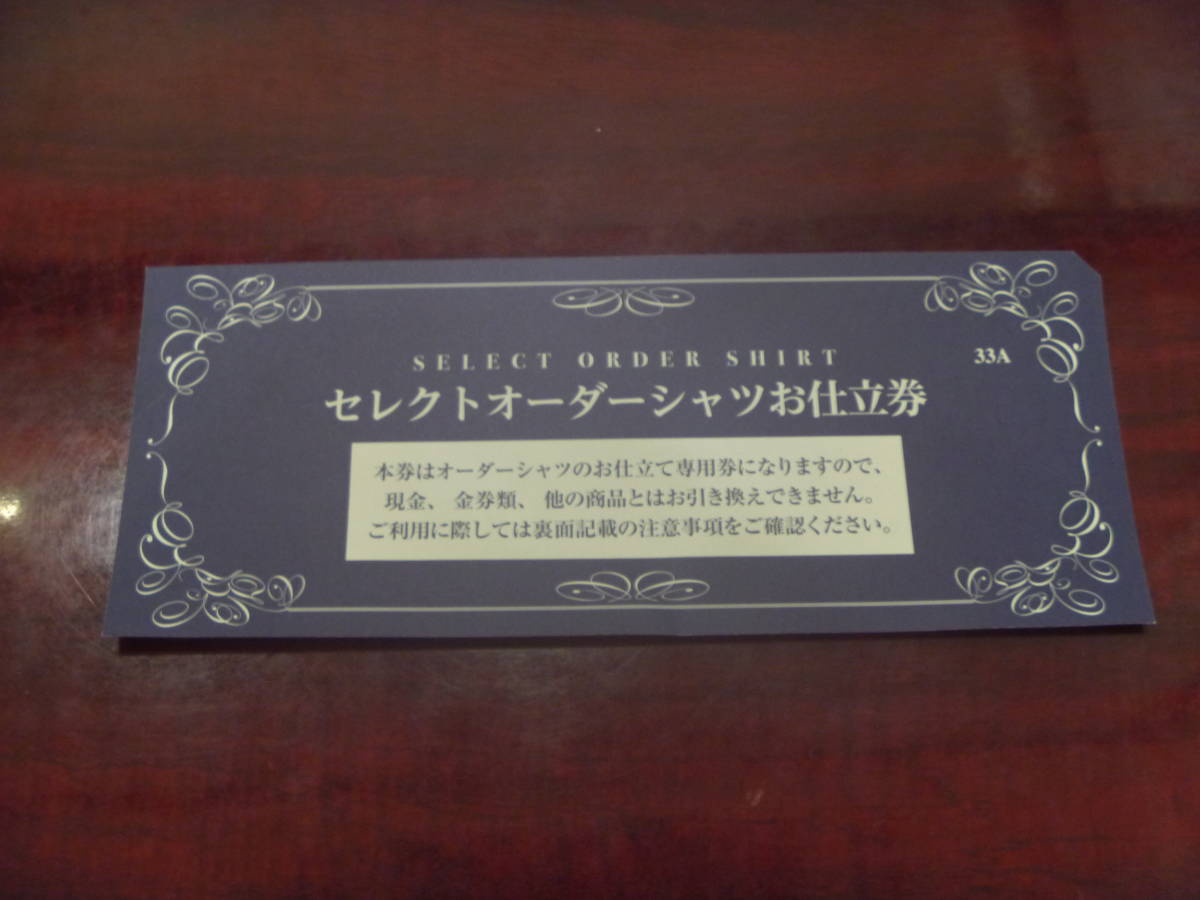 SELECT ORDER SHIRT
33A
セレクトオーダーシャツお仕立券
本券はオーダーシャツのお仕立て専用券になりますので、
現金、金券類、他の商品とはお引き換えできません。
ご利用に際しては裏面記載の注意事項をご確認ください。